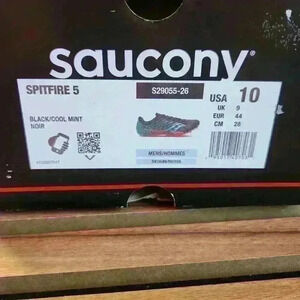 saucony
SPITFIRE 5
S29055-26
USA 10
UK 9
EUR 44
CM 28
BLACK/COOL MINT
NOIR
MENS/HOMMES